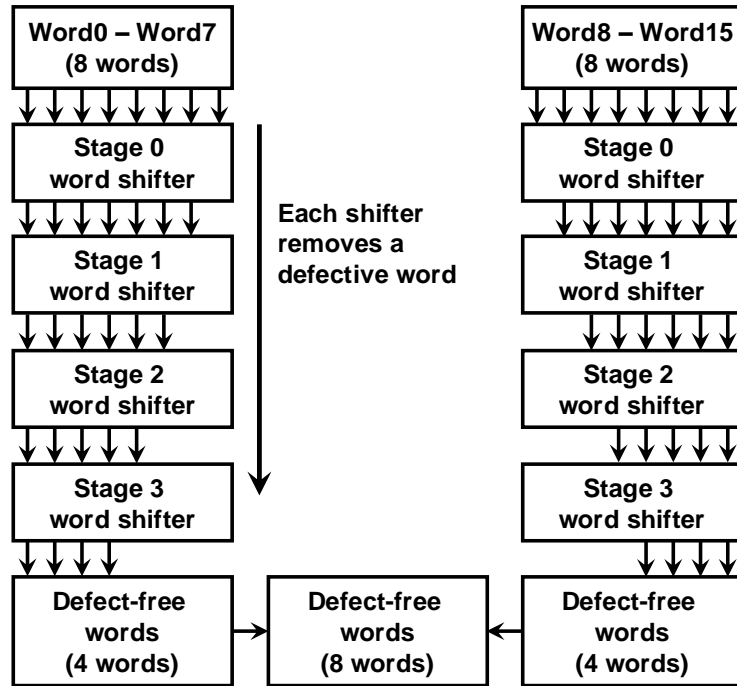 Word0 – Word7
(8 words)
Stage 0
word shifter
Stage 1
word shifter
Stage 2
word shifter
Stage 3
word shifter
Defect-free
words
(4 words)
Each shifter
removes a
defective word
Defect-free
words
(8 words)
Word8 – Word15
(8 words)
Stage 0
word shifter
Stage 1
word shifter
Stage 2
word shifter
Stage 3
word shifter
Defect-free
words
(4 words)